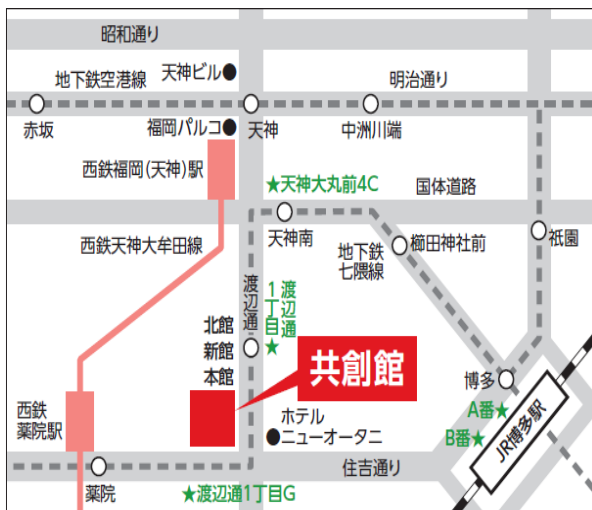 昭和通り
地下鉄空港線
天神ビル●
明治通り
赤坂
福岡パルコ●
天神
中洲川端
西鉄福岡(天神)駅
★天神大丸前4C
国体道路
西鉄天神大牟田線
天神南
地下鉄
七隈線
櫛田神社前
祇園
渡辺通
渡辺通
1丁目
★
北館
新館
本館
共創館
博多
A番★
B番★
JR博多駅
西鉄
薬院駅
ホテル
●ニューオータニ
住吉通り
薬院
★渡辺通1丁目G